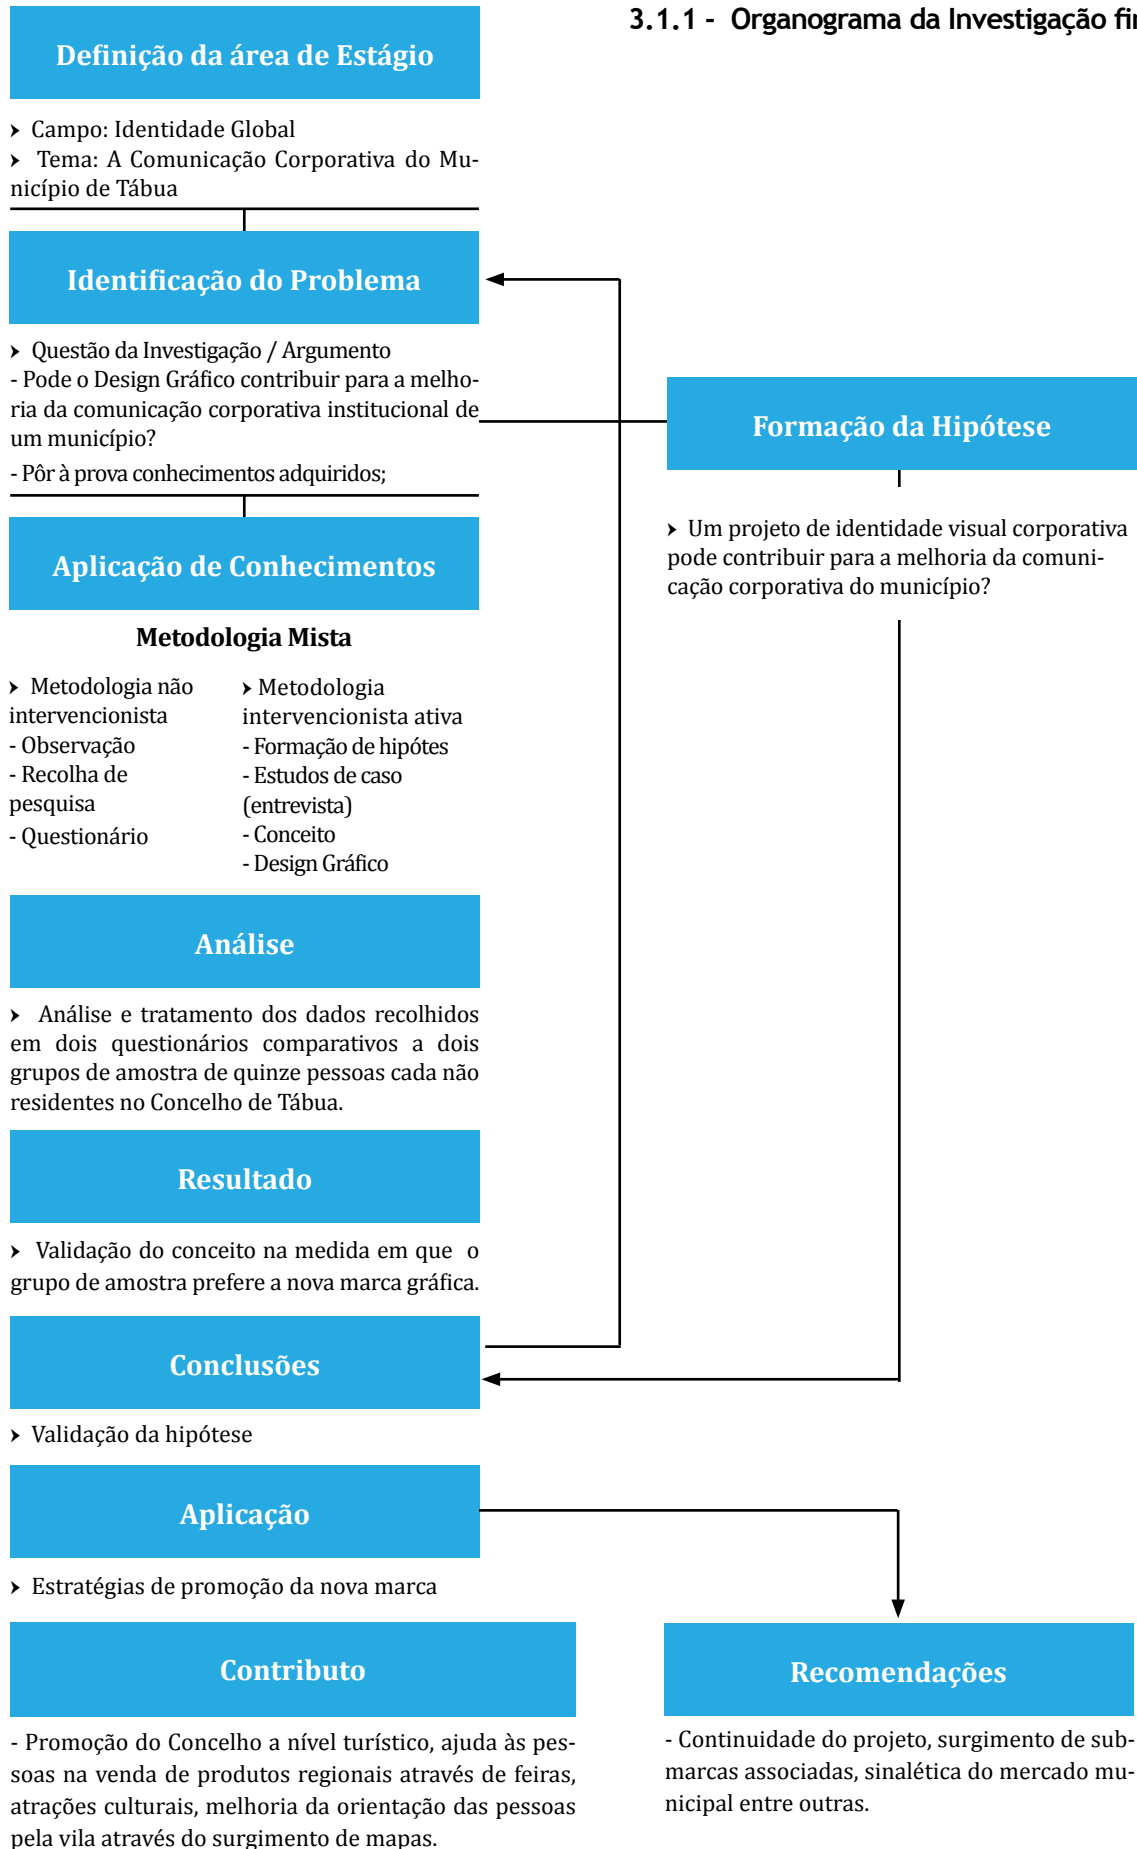 3.1.1 - Organograma da Investigação
Definição da área de Estágio
➤ Campo: Identidade Global
➤ Tema: A Comunicação Corporativa do Mu-
nicípio de Tábua
Identificação do Problema
➤ Questão da Investigação / Argumento
- Pode o Design Gráfico contribuir para a melho-
ria da comunicação corporativa institucional de
um município?
- Pôr à prova conhecimentos adquiridos;
Formação da Hipótese
➤ Um projeto de identidade visual corporativa
pode contribuir para a melhoria da comuni-
cação corporativa do município?
Aplicação de Conhecimentos
Metodologia Mista
➤ Metodologia não
intervencionista
- Observação
- Recolha de
pesquisa
- Questionário
➤ Metodologia
intervencionista ativa
- Formação de hipótes
- Estudos de caso
(entrevista)
- Conceito
- Design Gráfico
Análise
➤ Análise e tratamento dos dados recolhidos
em dois questionários comparativos a dois
grupos de amostra de quinze pessoas cada não
residentes no Concelho de Tábua.
Resultado
➤ Validação do conceito na medida em que o
grupo de amostra prefere a nova marca gráfica.
Conclusões
➤ Validação da hipótese
Aplicação
➤ Estratégias de promoção da nova marca
Contributo
- Promoção do Concelho a nível turístico, ajuda às pes-
soas na venda de produtos regionais através de feiras,
atrações culturais, melhoria da orientação das pessoas
pela vila através do surgimento de mapas.
Recomendações
- Continuidade do projeto, surgimento de sub-
marcas associadas, sinalética do mercado mu-
nicipal entre outras.